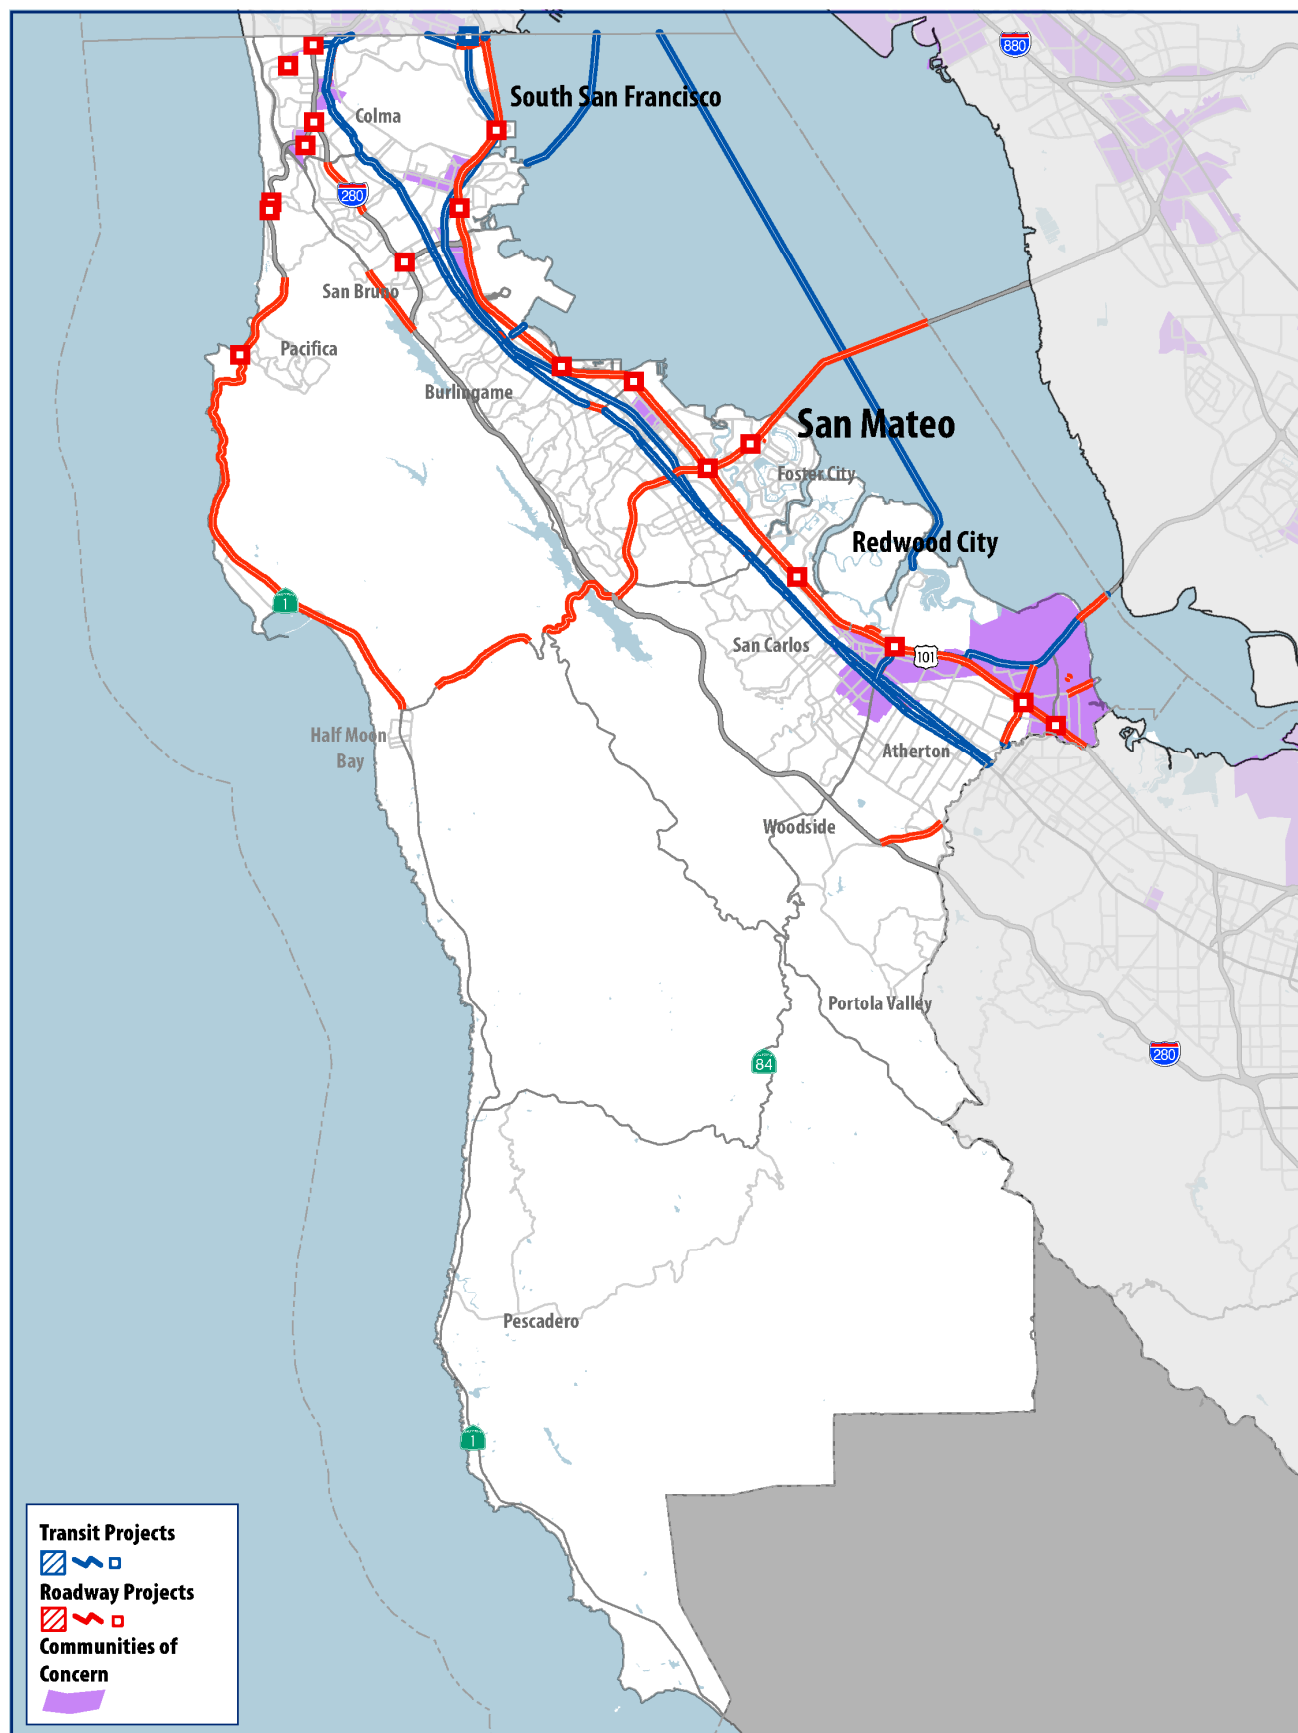 880
South San Francisco
Colma
280
San Bruno
Pacifica
Burlingame
San Mateo
Foster City
Redwood City
1
San Carlos
101
Half Moon
Bay
Atherton
Woodside
Portola Valley
280
84
Pescadero
1
Transit Projects
Roadway Projects
Communities of
Concern